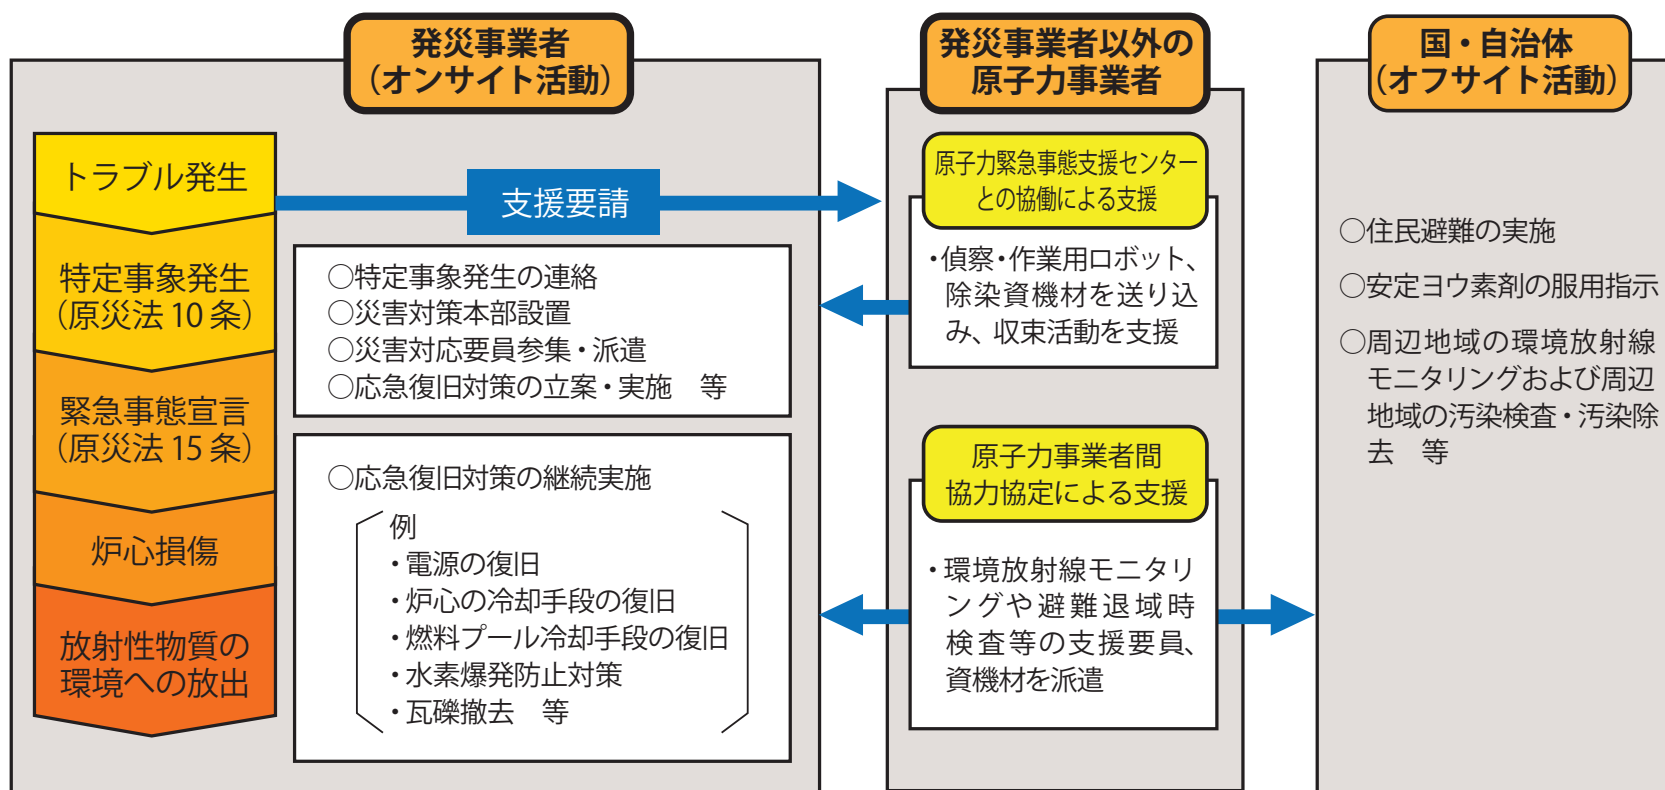 発災事業者
（オンサイト活動）
トラブル発生
支援要請
特定事象発生
（原災法 10 条）
緊急事態宣言
（原災法 15 条）
炉心損傷
放射性物質の
環境への放出
○特定事象発生の連絡
○災害対策本部設置
○災害対応要員参集・派遣
○応急復旧対策の立案・実施　等
○応急復旧対策の継続実施
例
・電源の復旧
・炉心の冷却手段の復旧
・燃料プール冷却手段の復旧
・水素爆発防止対策
・瓦礫撤去　等
発災事業者以外の
原子力事業者
原子力緊急事態支援センター
との協働による支援
・偵察・作業用ロボット、
除染資機材を送り込
み、収束活動を支援
原子力事業者間
協力協定による支援
・環境放射線モニタリ
ングや避難退域時
検査等の支援要員、
資機材を派遣
国・自治体
（オフサイト活動）
○住民避難の実施
○安定ヨウ素剤の服用指示
○周辺地域の環境放射線
モニタリングおよび周辺
地域の汚染検査・汚染除
去　等